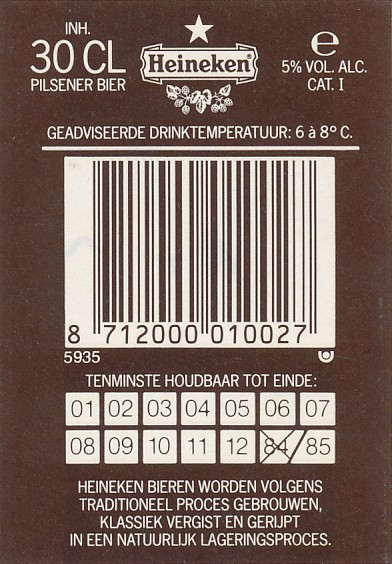 INH.
30 CL
PILSENER BIER
Heineken
℮
5% VOL. ALC.
CAT. I
GEADVISEERDE DRINKTEMPERATUUR: 6 à 8° C.
8 712000 010027
5935
TENMINSTE HOUDBAAR TOT EINDE:
01 02 03 04 05 06 07
08 09 10 11 12 84 85
HEINEKEN BIEREN WORDEN VOLGENS
TRADITIONEEL PROCES GEBROUWEN,
KLASSIEK VERGIST EN GERIJPT
IN EEN NATUURLIJK LAGERINGSPROCES.